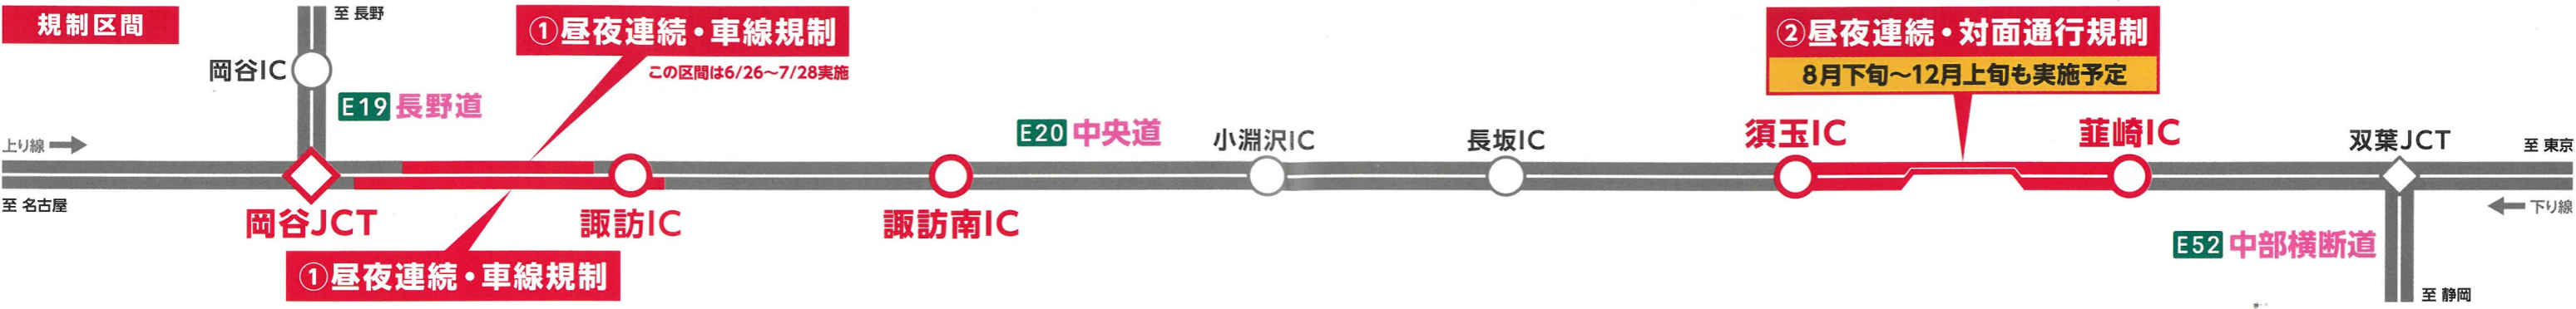 規制区間
至 長野
①昼夜連続・車線規制
この区間は6/26～7/28実施
②昼夜連続・対面通行規制
8月下旬～12月上旬も実施予定
岡谷IC
E19 長野道
E20 中央道
小淵沢IC
長坂IC
須玉IC
韮崎IC
双葉JCT
至 東京
上り線
至 名古屋
岡谷JCT
諏訪IC
諏訪南IC
下り線
E52 中部横断道
①昼夜連続・車線規制
至 静岡